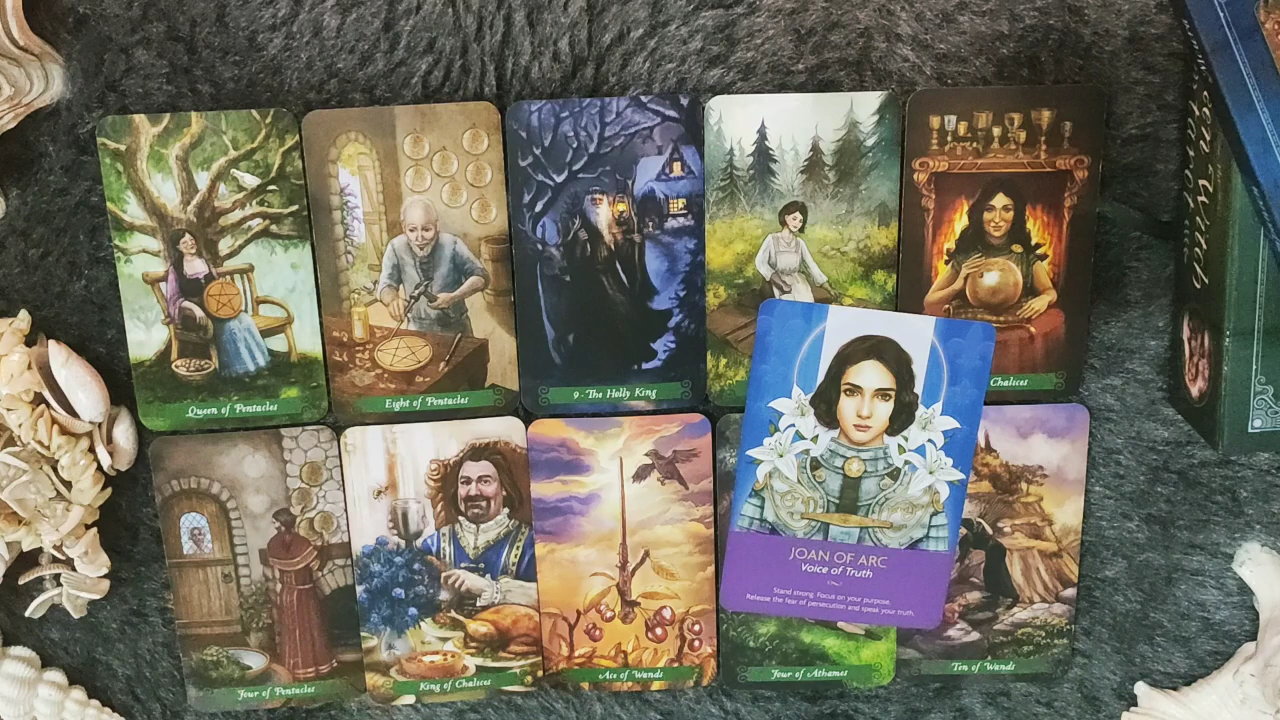 Queen of Pentacles
Eight of Pentacles
9 - The Holly King
Chalices
Four of Pentacles
King of Chalices
Ace of Wands
JOAN OF ARC
Voice of Truth
Stand strong. Focus on your purpose.
Release the fear of persecution and speak your truth.
Four of Athames
Ten of Wands
Witch